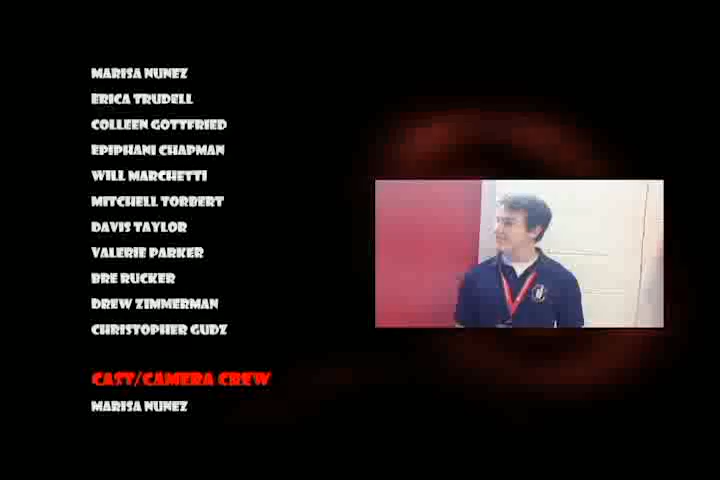 MARISA NUNEZ
ERICA TRUDELL
COLLEEN GOTTFRIED
EPIPHANI CHAPMAN
WILL MARCHETTI
MITCHELL TORBERT
DAVIS TAYLOR
VALERIE PARKER
BRE RUCKER
DREW ZIMMERMAN
CHRISTOPHER GUDZ
CAST/CAMERA CREW
MARISA NUNEZ